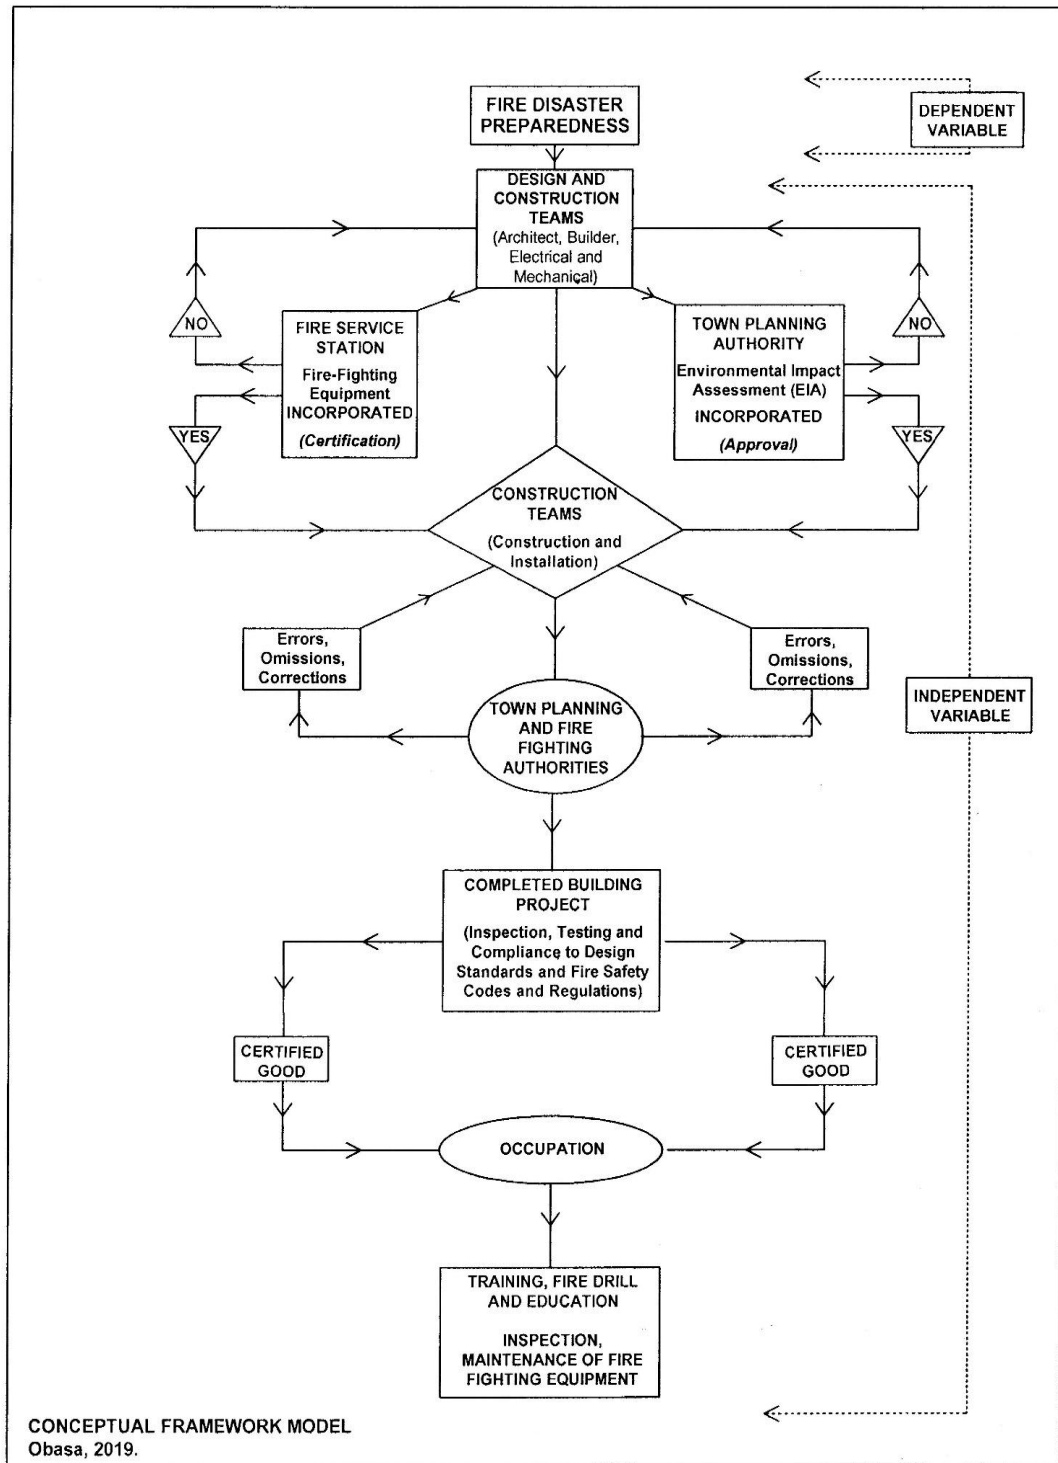 FIRE DISASTER
PREPAREDNESS
DEPENDENT
VARIABLE
DESIGN AND
CONSTRUCTION
TEAMS
(Architect, Builder,
Electrical and
Mechanical)
NO
FIRE SERVICE
STATION
Fire-Fighting
Equipment
INCORPORATED
(Certification)
YES
TOWN PLANNING
AUTHORITY
Environmental Impact
Assessment (EIA)
INCORPORATED
(Approval)
NO
YES
CONSTRUCTION
TEAMS
(Construction and
Installation)
Errors,
Omissions,
Corrections
Errors,
Omissions,
Corrections
INDEPENDENT
VARIABLE
TOWN PLANNING
AND FIRE
FIGHTING
AUTHORITIES
COMPLETED BUILDING
PROJECT
(Inspection, Testing and
Compliance to Design
Standards and Fire Safety
Codes and Regulations)
CERTIFIED
GOOD
CERTIFIED
GOOD
OCCUPATION
TRAINING, FIRE DRILL
AND EDUCATION
INSPECTION,
MAINTENANCE OF FIRE
FIGHTING EQUIPMENT
CONCEPTUAL FRAMEWORK MODEL
Obasa, 2019.